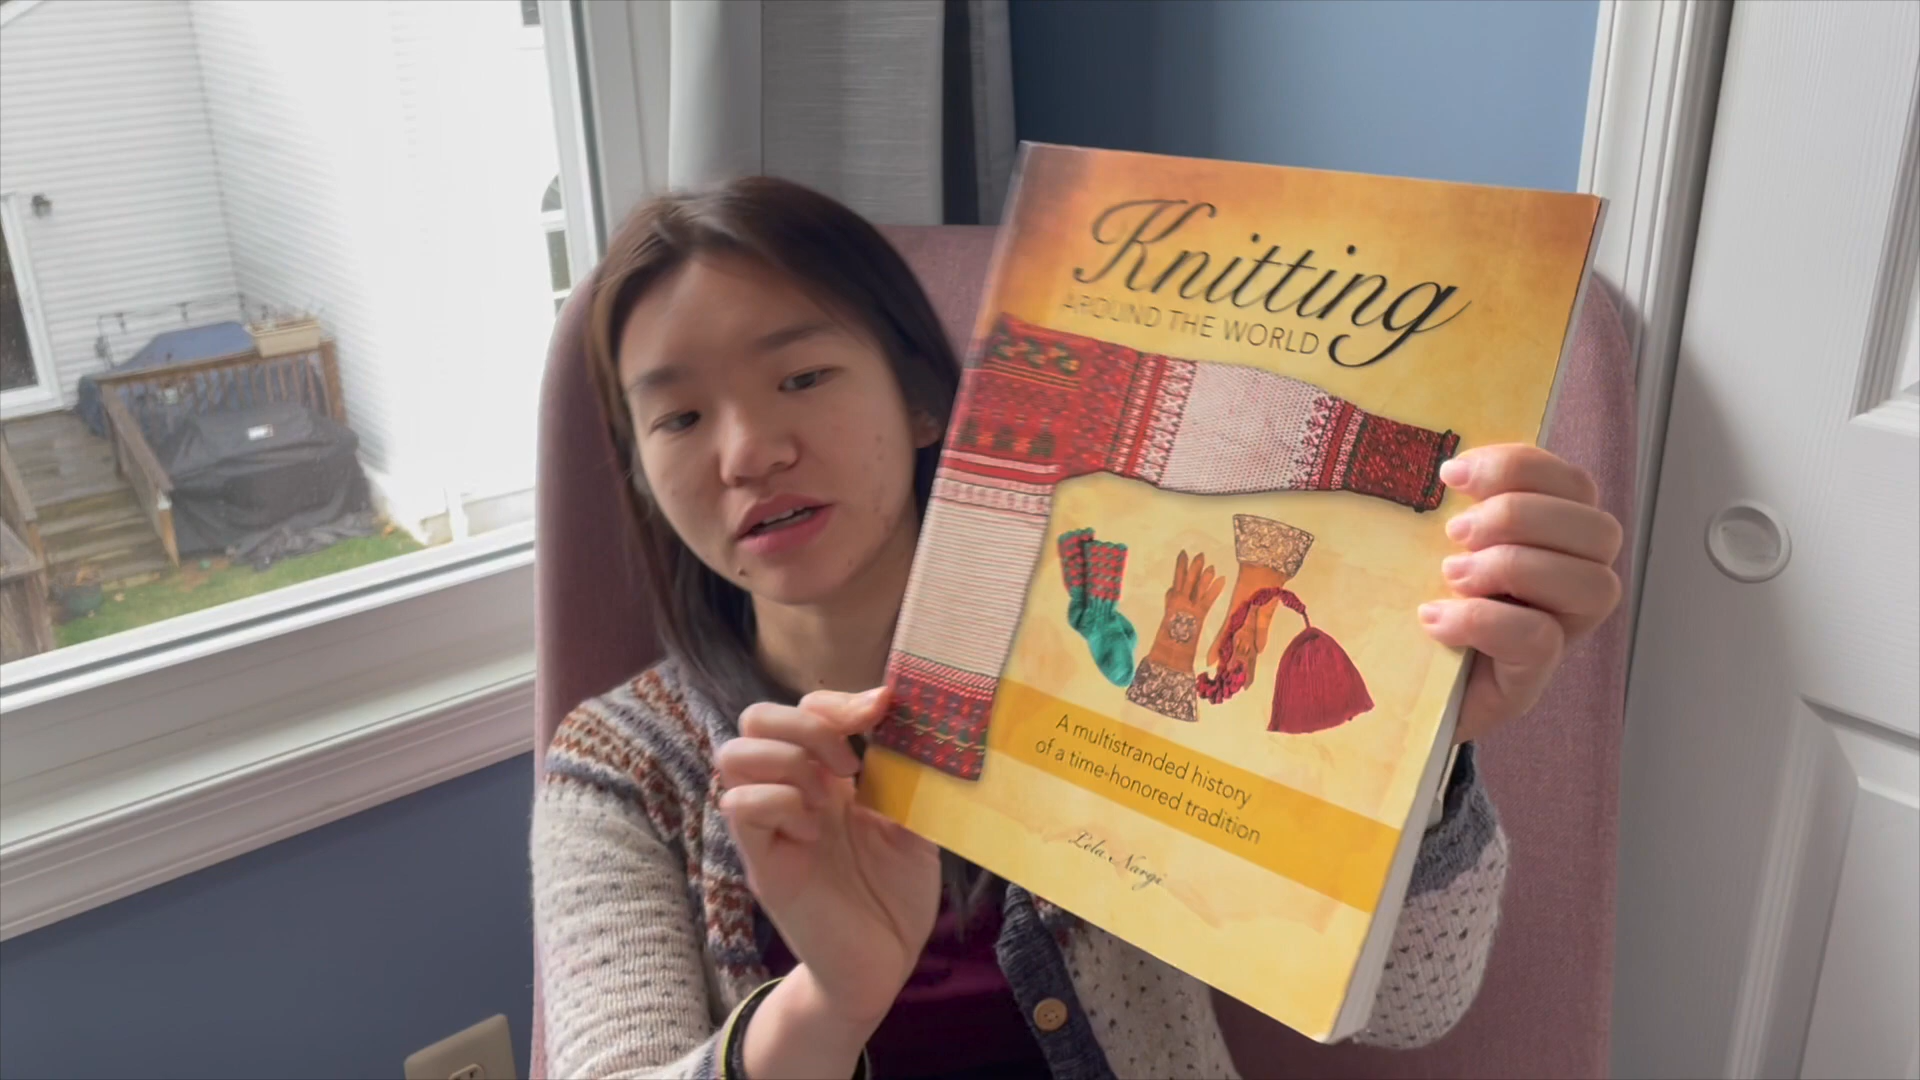 Knitting
AROUND THE WORLD
A multistranded history
of a time-honored tradition
Lela Nargi